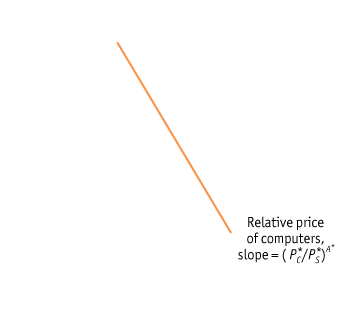 Relative price
of computers,
slope = (P*C/P*S)A*